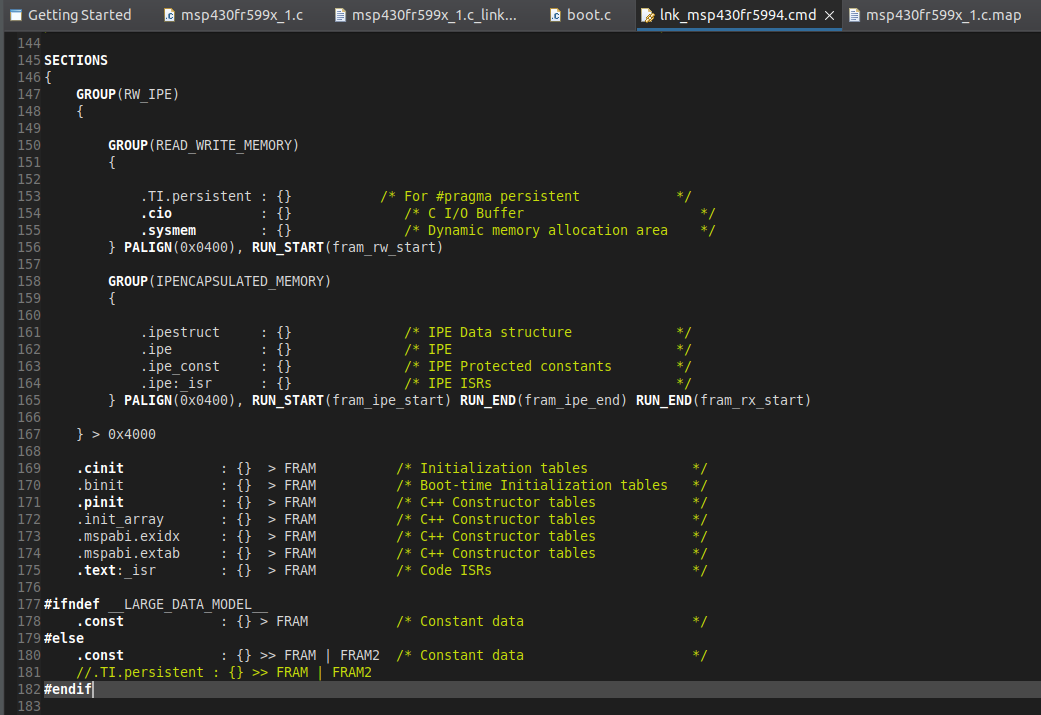 Getting Started msp430fr599x_1.c msp430fr599x_1.c_link... boot.c lnk_msp430fr5994.cmd msp430fr599x_1.c.map
144
145 SECTIONS
146 {
147 GROUP(RW_IPE)
148 {
149
150 GROUP(READ_WRITE_MEMORY)
151 {
152
153 .TI.persistent : {} /* For #pragma persistent */
154 .cio : {} /* C I/O Buffer */
155 .sysmem : {} /* Dynamic memory allocation area */
156 } PALIGN(0x0400), RUN_START(fram_rw_start)
157
158 GROUP(IPENCAPSULATED_MEMORY)
159 {
160
161 .ipestruct : {} /* IPE Data structure */
162 .ipe : {} /* IPE */
163 .ipe_const : {} /* IPE Protected constants */
164 .ipe:_isr : {} /* IPE ISRs */
165 } PALIGN(0x0400), RUN_START(fram_ipe_start) RUN_END(fram_ipe_end) RUN_END(fram_rx_start)
166
167 } > 0x4000
168
169 .cinit : {} > FRAM /* Initialization tables */
170 .binit : {} > FRAM /* Boot-time Initialization tables */
171 .pinit : {} > FRAM /* C++ Constructor tables */
172 .init_array : {} > FRAM /* C++ Constructor tables */
173 .mspabi.exidx : {} > FRAM /* C++ Constructor tables */
174 .mspabi.extab : {} > FRAM /* C++ Constructor tables */
175 .text:_isr : {} > FRAM /* Code ISRs */
176
177 #ifndef __LARGE_DATA_MODEL__
178 .const : {} > FRAM /* Constant data */
179 #else
180 .const : {} >> FRAM | FRAM2 /* Constant data */
181 //.TI.persistent : {} >> FRAM | FRAM2
182 #endif
183